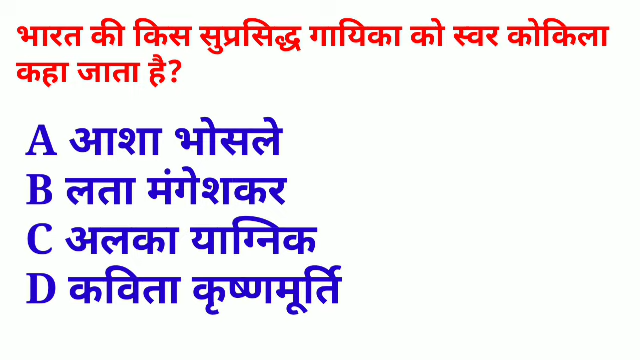 भारत की किस सुप्रसिद्ध गायिका को स्वर कोकिला
कहा जाता है?
A आशा भोसले
B लता मंगेशकर
C अलका याग्निक
D कविता कृष्णमूर्ति